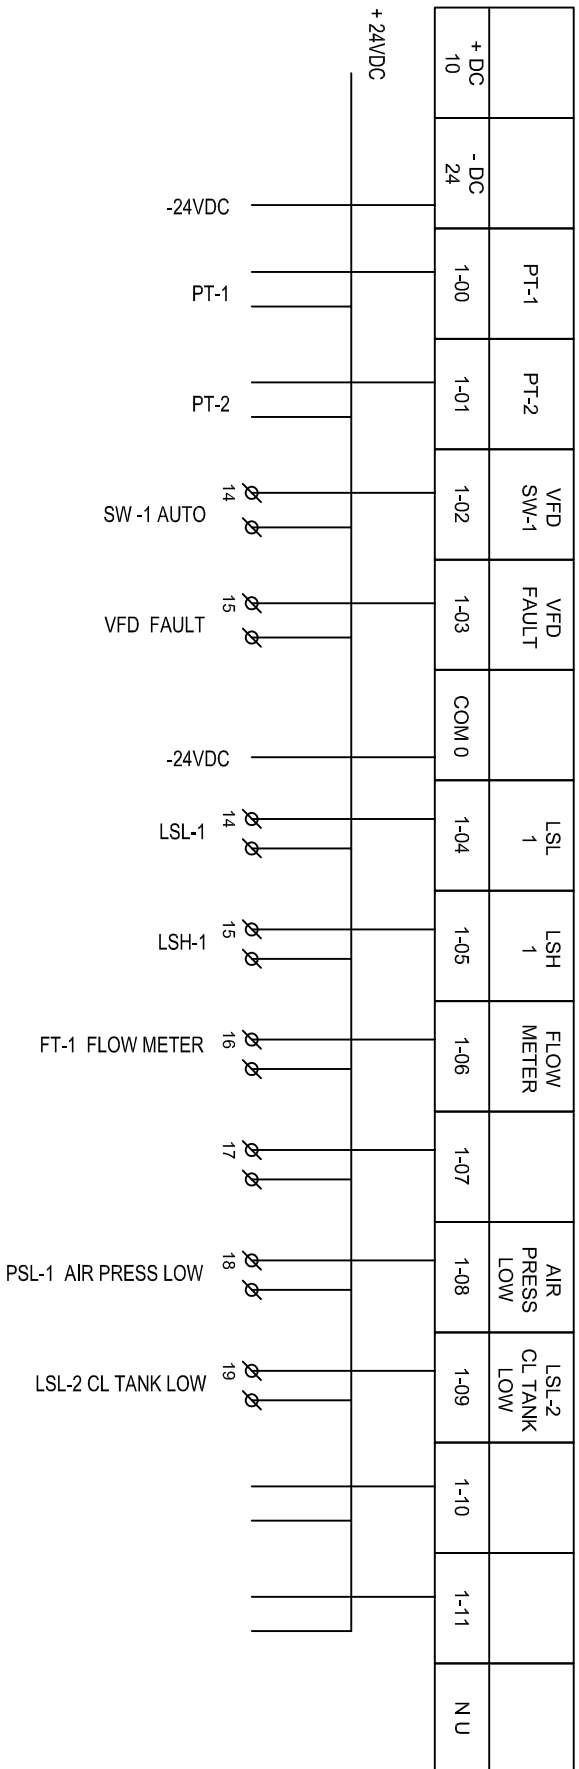 + 24VDC
+ DC
10
- DC
24
-24VDC
1-00
PT-1
PT-1
1-01
PT-2
PT-2
1-02
VFD
SW-1
14
SW -1 AUTO
1-03
VFD
FAULT
15
VFD FAULT
COM 0
-24VDC
1-04
LSL
1
14
LSL-1
1-05
LSH
1
15
LSH-1
1-06
FLOW
METER
16
FT-1 FLOW METER
1-07
17
1-08
AIR
PRESS
LOW
18
PSL-1 AIR PRESS LOW
1-09
LSL-2
CL TANK
LOW
19
LSL-2 CL TANK LOW
1-10
1-11
N U